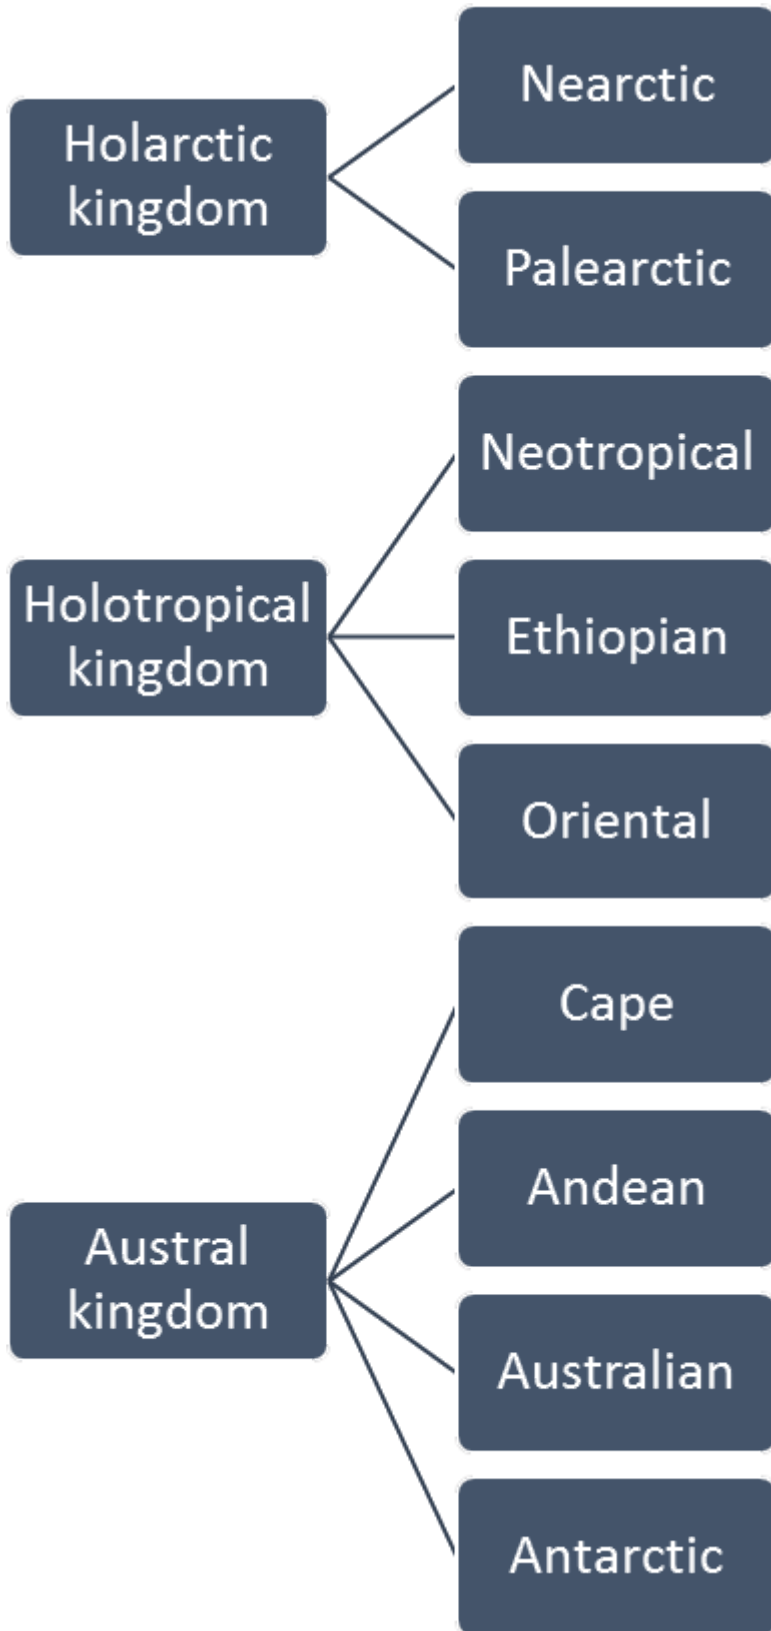 Holarctic
kingdom
Nearctic
Palearctic
Holotropical
kingdom
Neotropical
Ethiopian
Oriental
Austral
kingdom
Cape
Andean
Australian
Antarctic